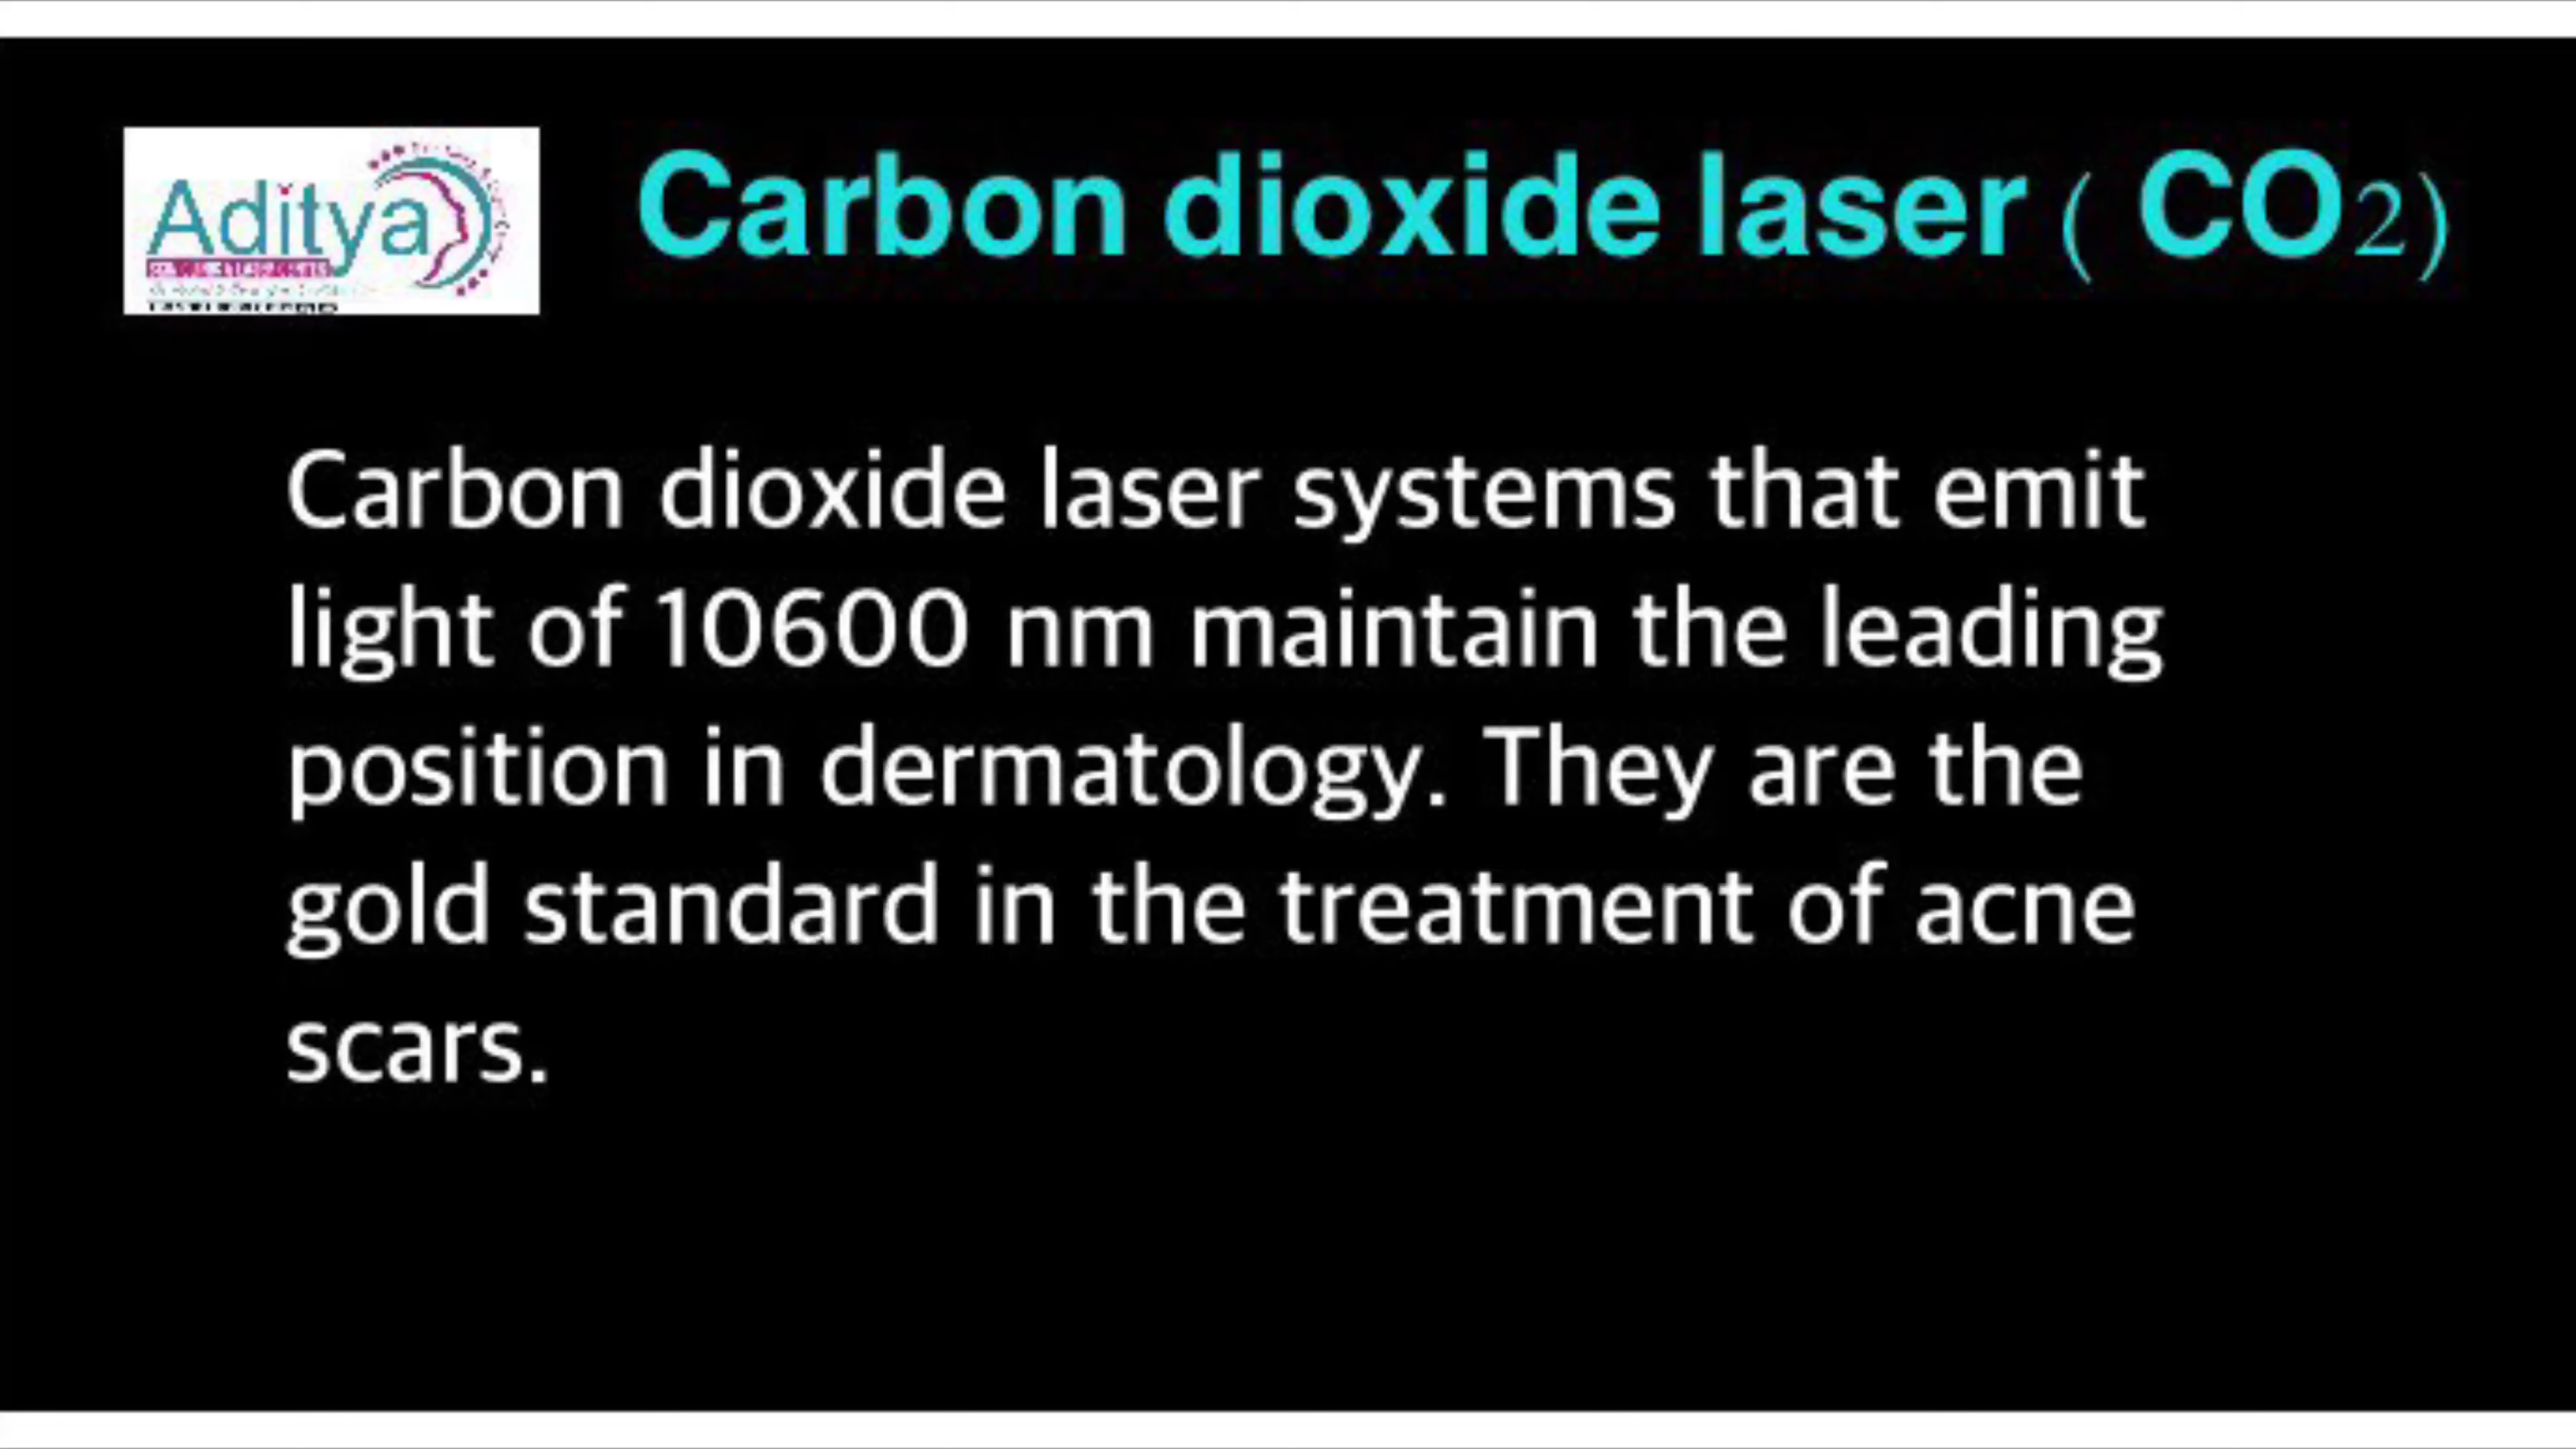 Aditya
Carbon dioxide laser ( CO2)
Carbon dioxide laser systems that emit
light of 10600 nm maintain the leading
position in dermatology. They are the
gold standard in the treatment of acne
scars.